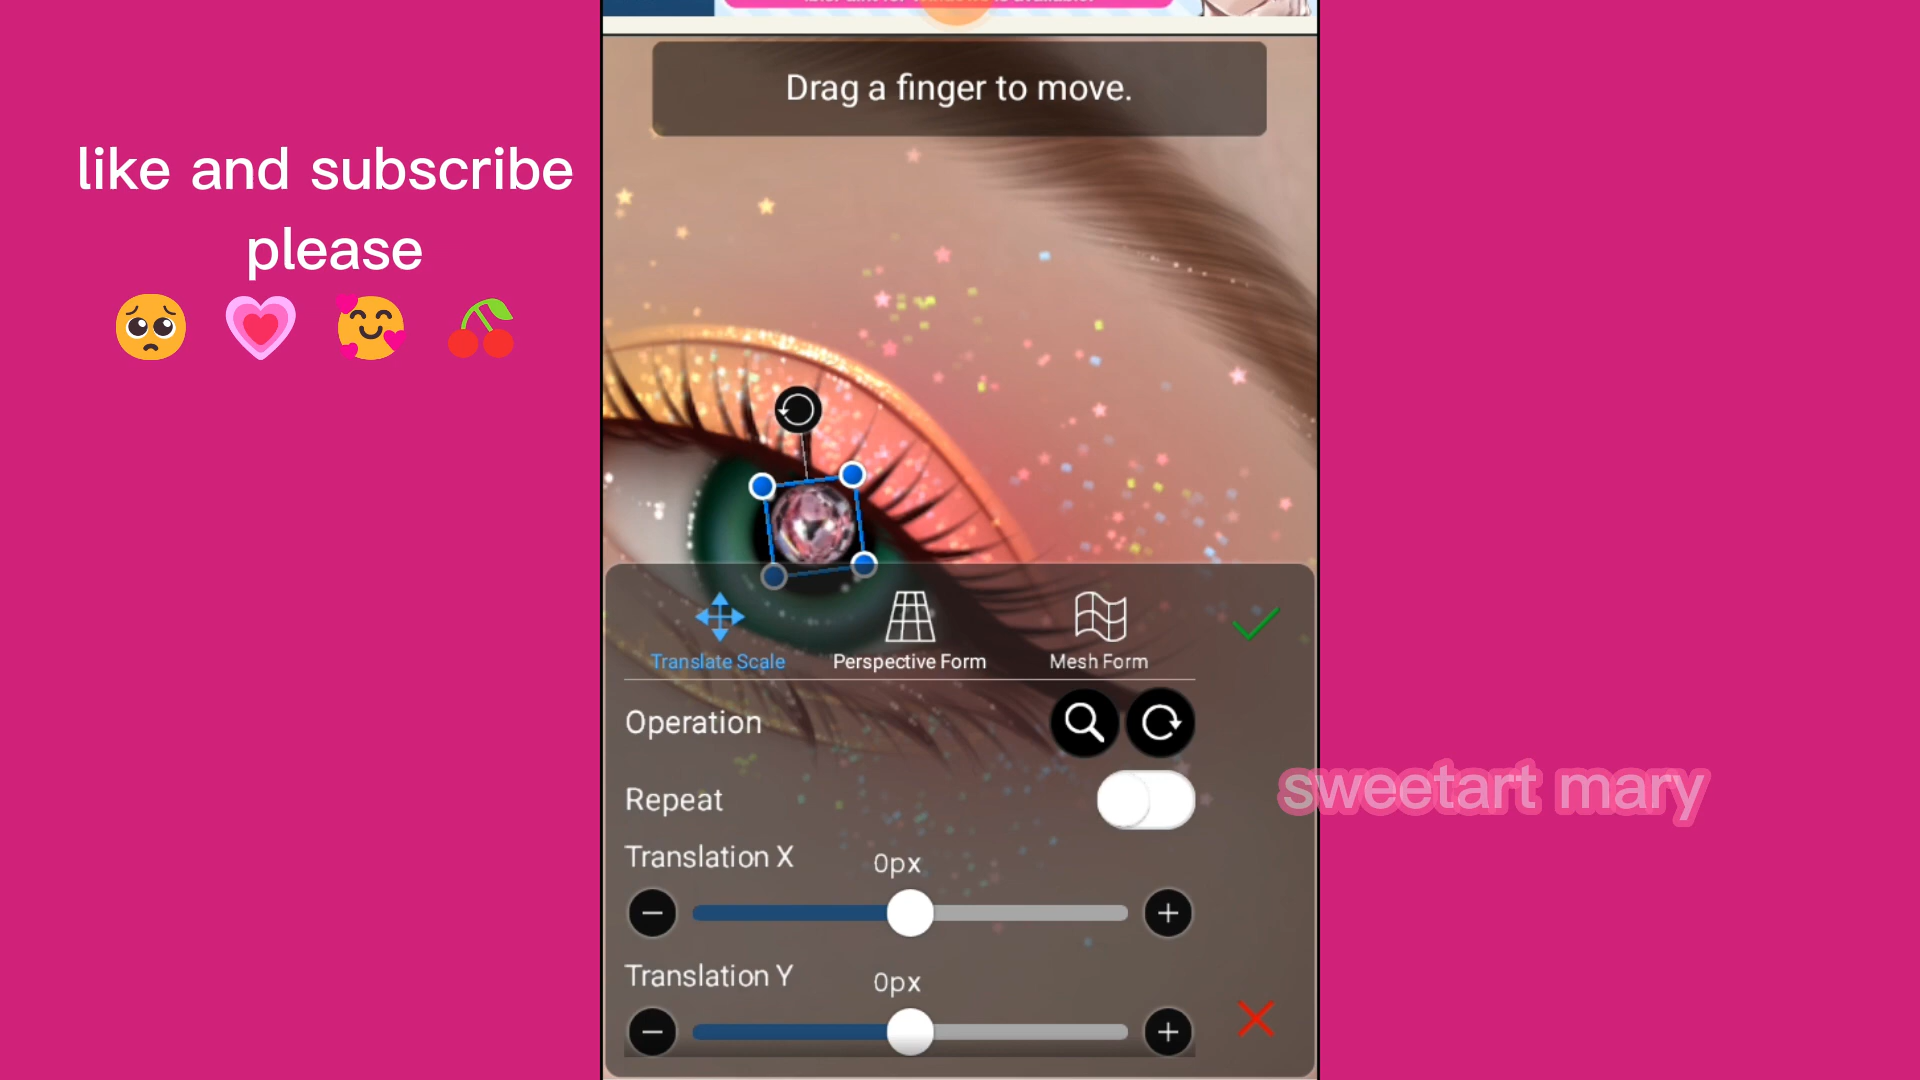 Drag a finger to move.
like and subscribe
please
Translate Scale
Perspective Form
Mesh Form
Operation
Repeat
sweetart mary
Translation X
0px
Translation Y
0px